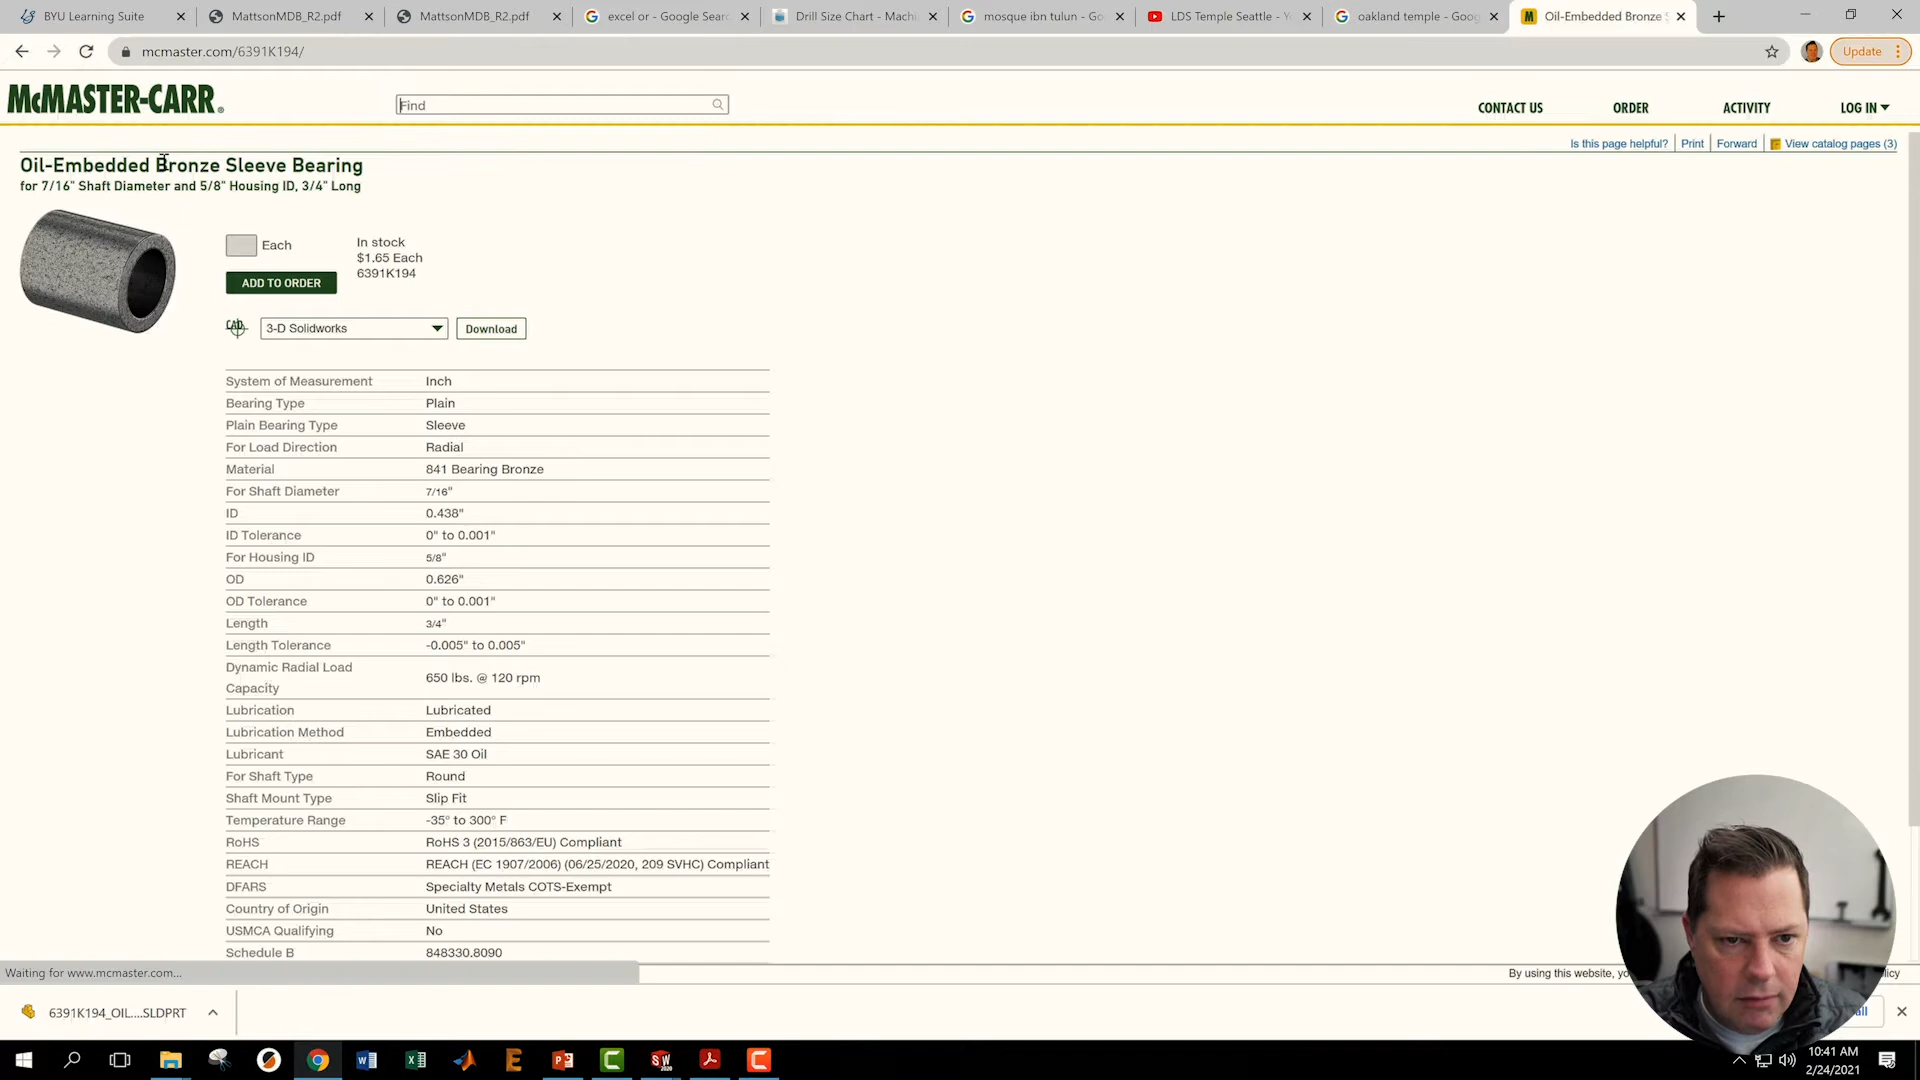 BYU Learning Suite
MattsonMDB_R2.pdf
MattsonMDB_R2.pdf
excel or - Google Searc
Drill Size Chart - Machi
mosque ibn tulun - Go
LDS Temple Seattle - Y
oakland temple - Goog
Oil-Embedded Bronze S
mcmaster.com/6391K194/
Update
McMASTER-CARR®
Find
CONTACT US
ORDER
ACTIVITY
LOG IN
Is this page helpful?
Print
Forward
View catalog pages (3)
Oil-Embedded Bronze Sleeve Bearing
for 7/16" Shaft Diameter and 5/8" Housing ID, 3/4" Long
Each
In stock
$1.65 Each
6391K194
ADD TO ORDER
CAD
3-D Solidworks
Download
System of Measurement Inch
Bearing Type Plain
Plain Bearing Type Sleeve
For Load Direction Radial
Material 841 Bearing Bronze
For Shaft Diameter 7/16"
ID 0.438"
ID Tolerance 0" to 0.001"
For Housing ID 5/8"
OD 0.626"
OD Tolerance 0" to 0.001"
Length 3/4"
Length Tolerance -0.005" to 0.005"
Dynamic Radial Load
Capacity 650 lbs. @ 120 rpm
Lubrication Lubricated
Lubrication Method Embedded
Lubricant SAE 30 Oil
For Shaft Type Round
Shaft Mount Type Slip Fit
Temperature Range -35° to 300° F
RoHS RoHS 3 (2015/863/EU) Compliant
REACH REACH (EC 1907/2006) (06/25/2020, 209 SVHC) Compliant
DFARS Specialty Metals COTS-Exempt
Country of Origin United States
USMCA Qualifying No
Schedule B 848330.8090
Waiting for www.mcmaster.com...
By using this website, yo
licy
6391K194_OIL....SLDPRT
all
10:41 AM
2/24/2021